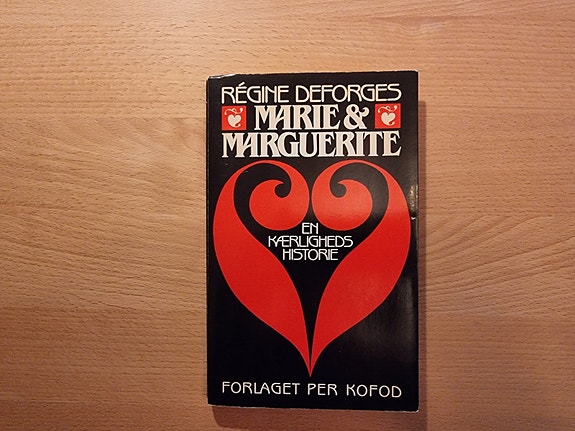 RÉGINE DEFORGES
MARIE &
MARGUERITE
EN
KÆRLIGHEDS
HISTORIE
FORLAGET PER KOFOD